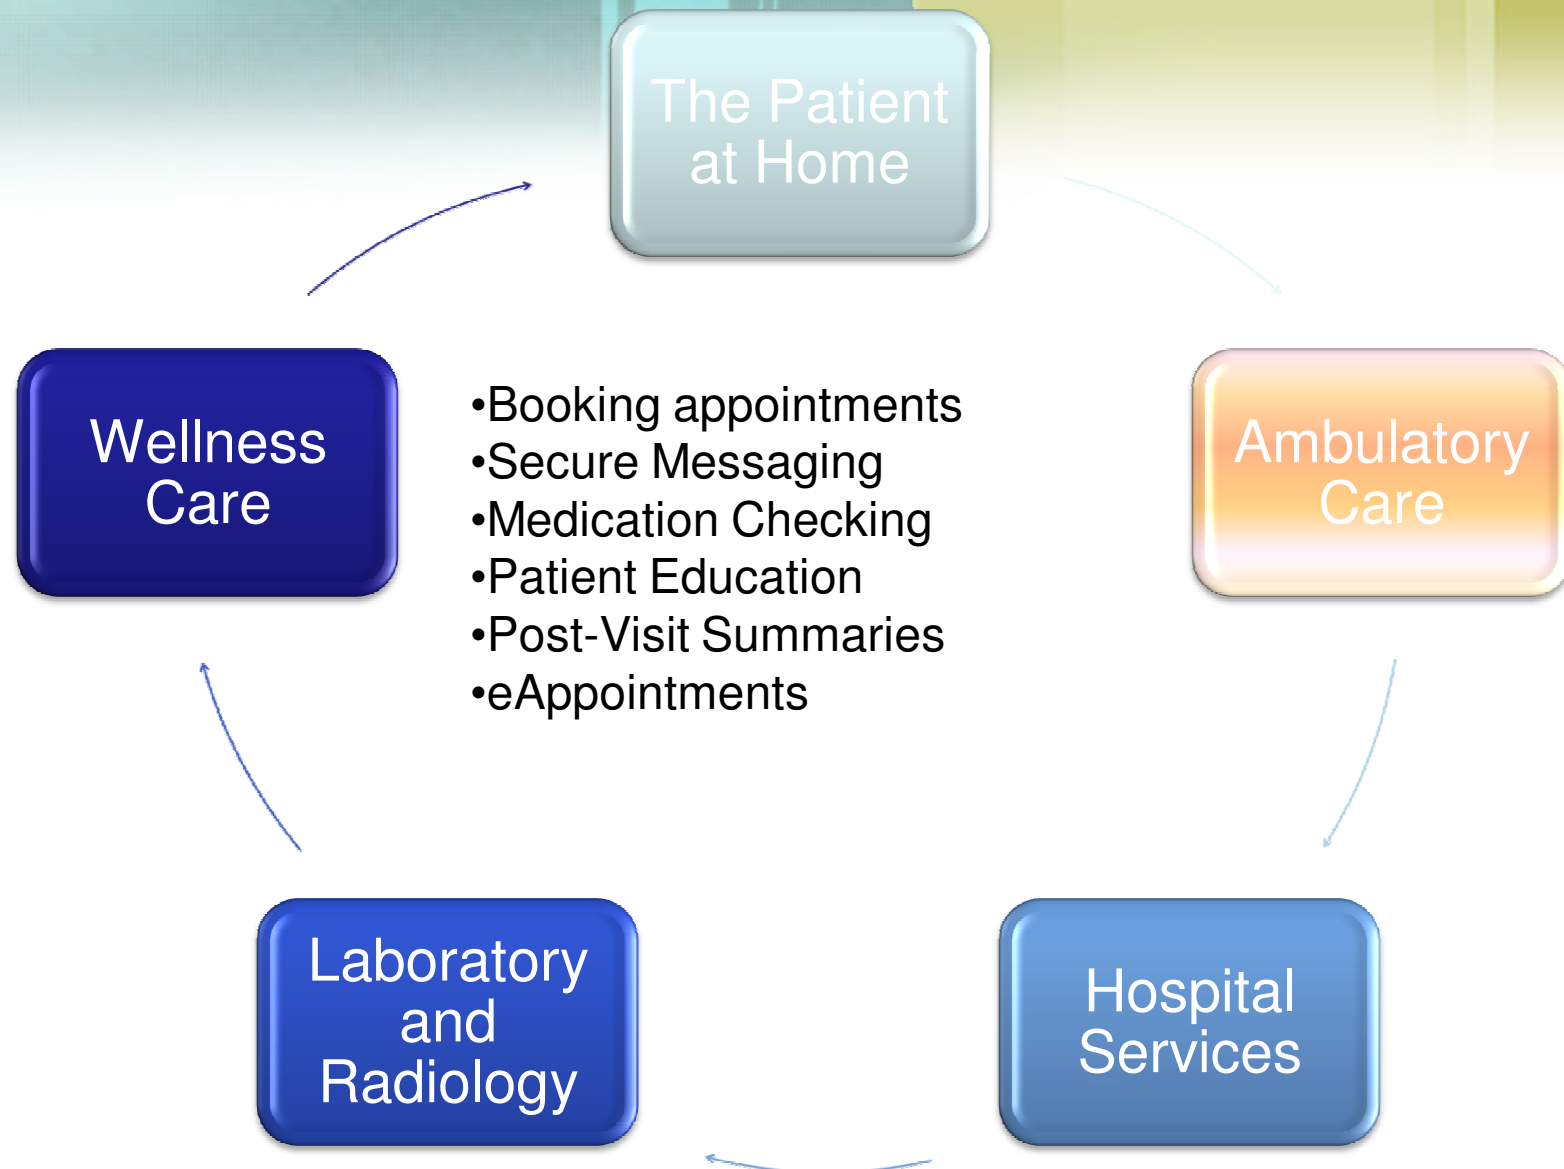 The Patient
at Home
Wellness
Care
•Booking appointments
•Secure Messaging
•Medication Checking
•Patient Education
•Post-Visit Summaries
•eAppointments
Ambulatory
Care
Laboratory
and
Radiology
Hospital
Services